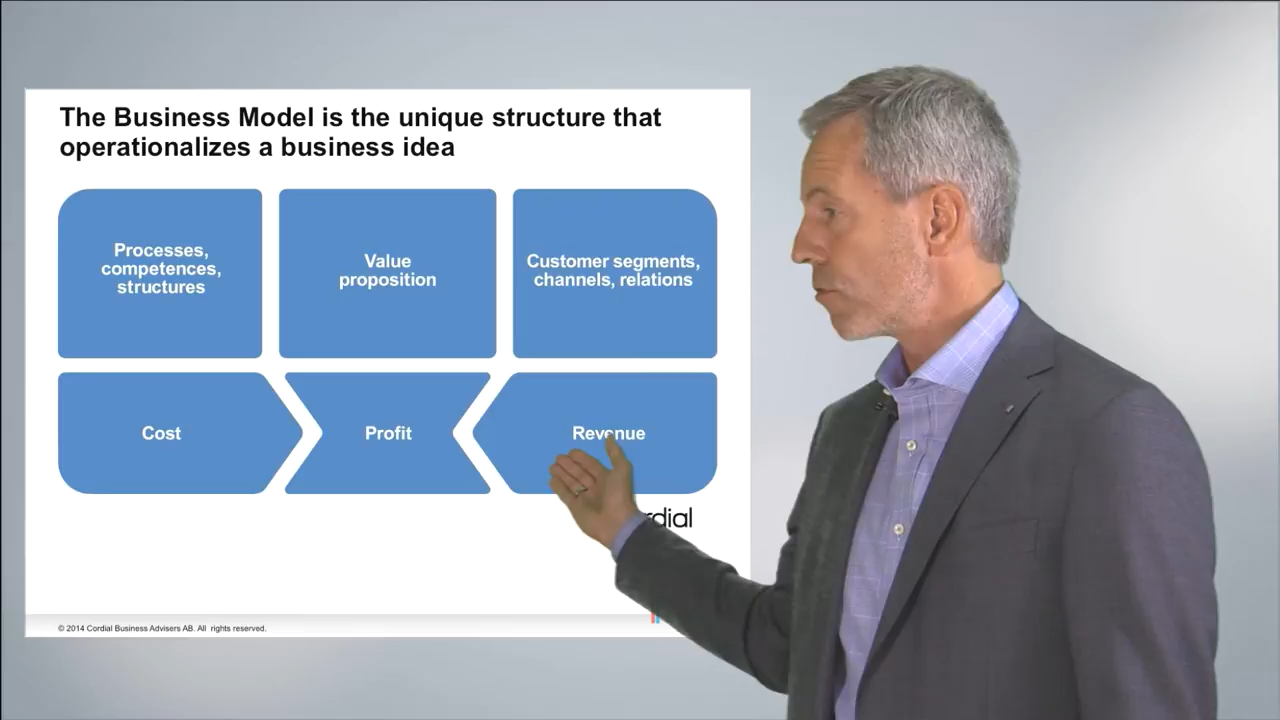 The Business Model is the unique structure that
operationalizes a business idea
Processes,
competences,
structures
Value
proposition
Customer segments,
channels, relations
Cost
Profit
Revenue
rdial
© 2014 Cordial Business Advisers AB. All rights reserved.